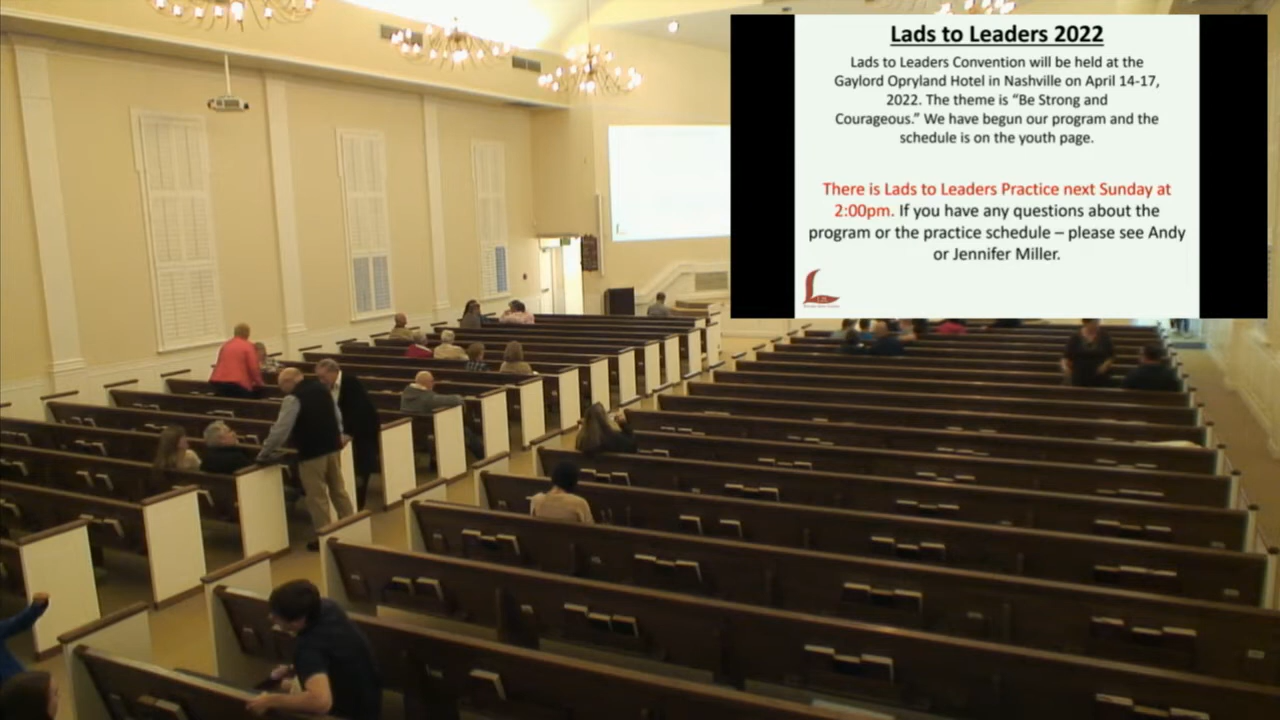 Lads to Leaders 2022
Lads to Leaders Convention will be held at the
Gaylord Opryland Hotel in Nashville on April 14-17,
2022. The theme is “Be Strong and
Courageous.” We have begun our program and the
schedule is on the youth page.
There is Lads to Leaders Practice next Sunday at
2:00pm. If you have any questions about the
program or the practice schedule – please see Andy
or Jennifer Miller.